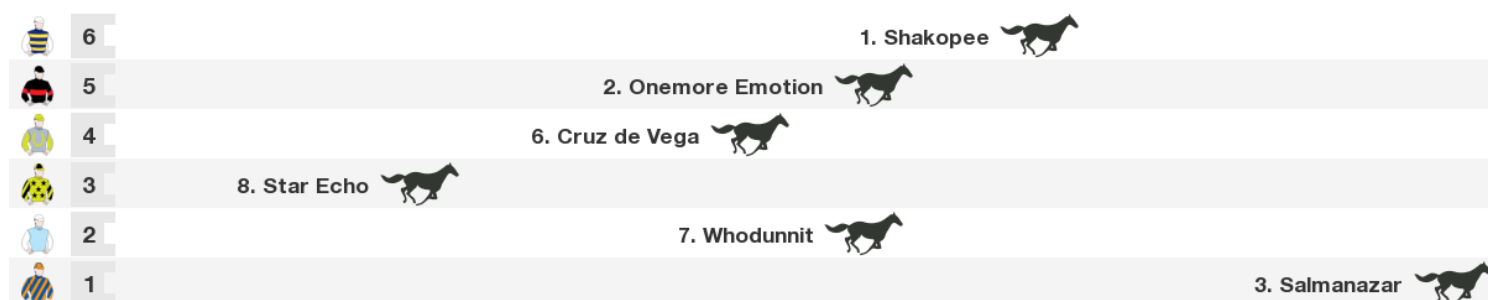 6 1. Shakopee
5 2. Onemore Emotion
4 6. Cruz de Vega
3 8. Star Echo
2 7. Whodunnit
1 3. Salmanazar